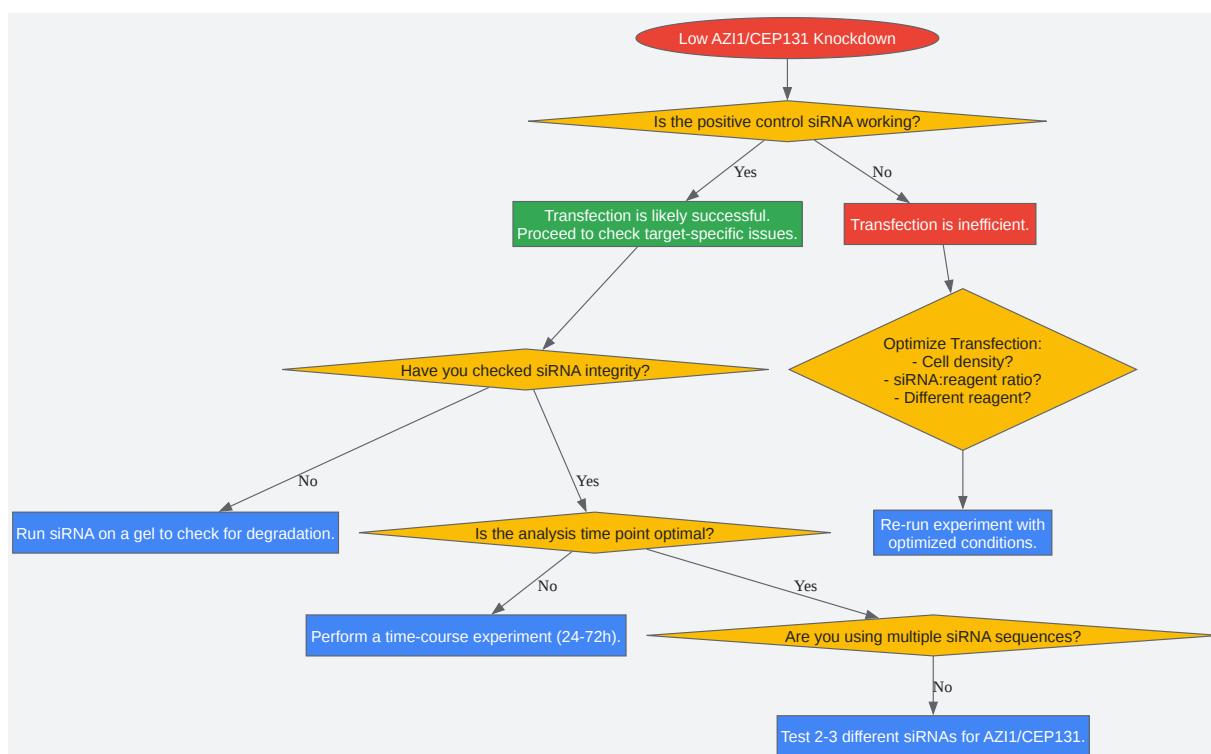 Low AZI1/CEP131 Knockdown
Is the positive control siRNA working?
Yes
No
Transfection is likely successful.
Proceed to check target-specific issues.
Transfection is inefficient.
Optimize Transfection:
- Cell density?
- siRNA:reagent ratio?
- Different reagent?
Have you checked siRNA integrity?
No
Yes
Run siRNA on a gel to check for degradation.
Is the analysis time point optimal?
Re-run experiment with
optimized conditions.
No
Yes
Perform a time-course experiment (24-72h).
Are you using multiple siRNA sequences?
No
Test 2-3 different siRNAs for AZI1/CEP131.